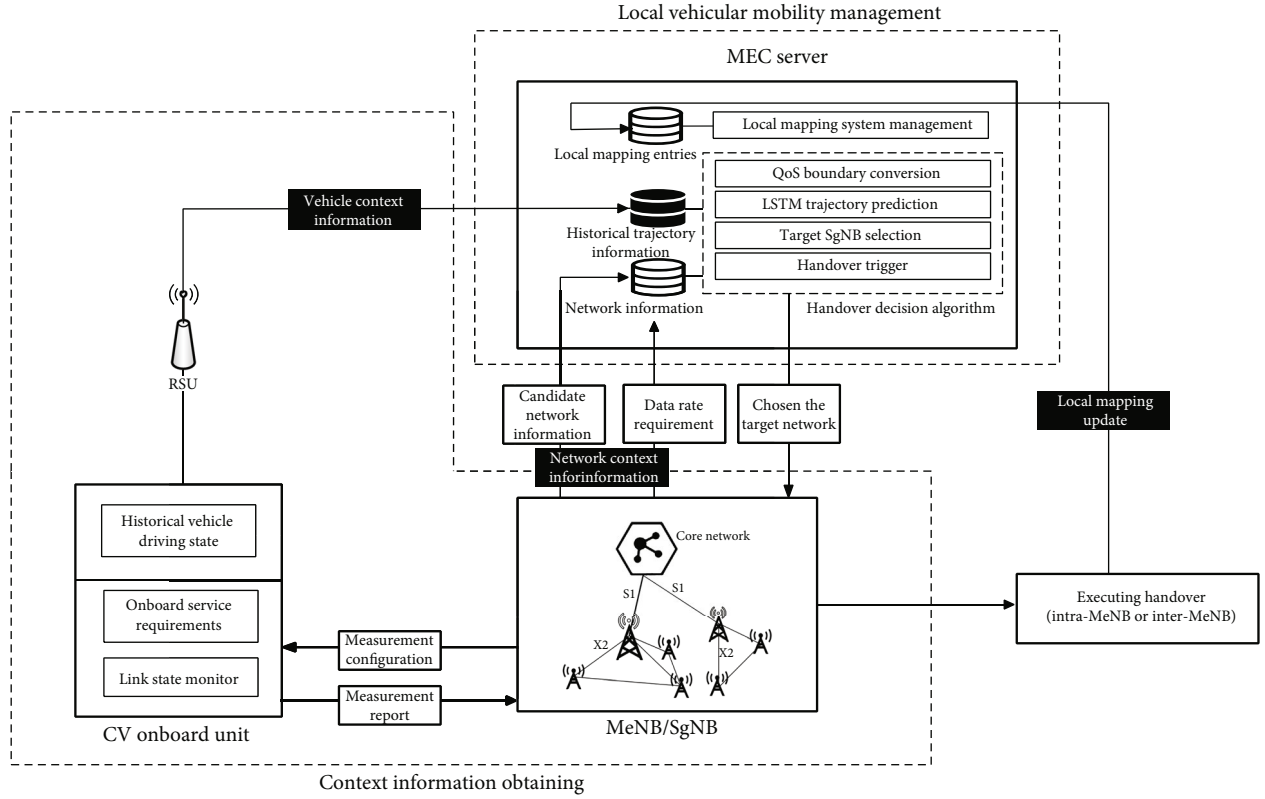 Local vehicular mobility management
MEC server
Local mapping entries
Local mapping system management
QoS boundary conversion
LSTM trajectory prediction
Target SgNB selection
Handover trigger
Handover decision algorithm
Historical trajectory
information
Network information
Vehicle context
information
RSU
Candidate
network
information
Data rate
requirement
Chosen the
target network
Local mapping
update
Network context
inforinformation
Historical vehicle
driving state
Onboard service
requirements
Link state monitor
CV onboard unit
Measurement
configuration
Measurement
report
Core network
S1
S1
X2
X2
MeNB/SgNB
Executing handover
(intra-MeNB or inter-MeNB)
Context information obtaining